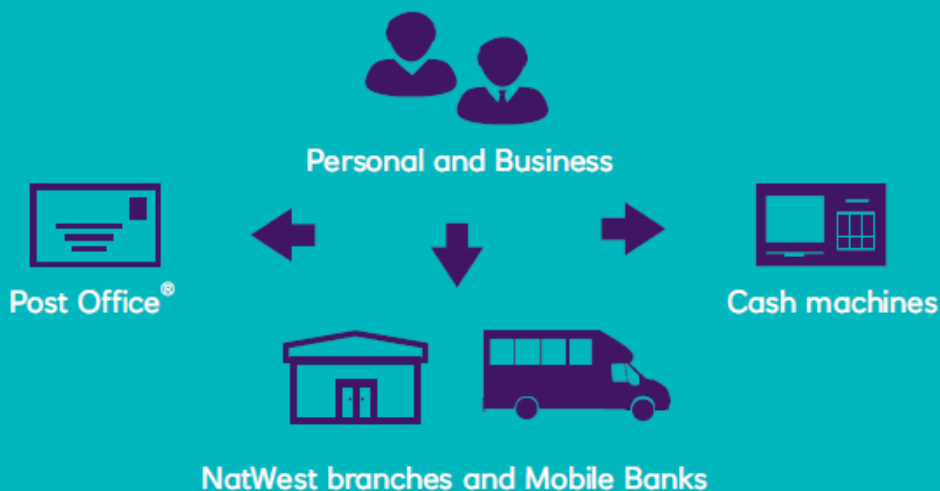 Personal and Business
Post Office®
Cash machines
NatWest branches and Mobile Banks